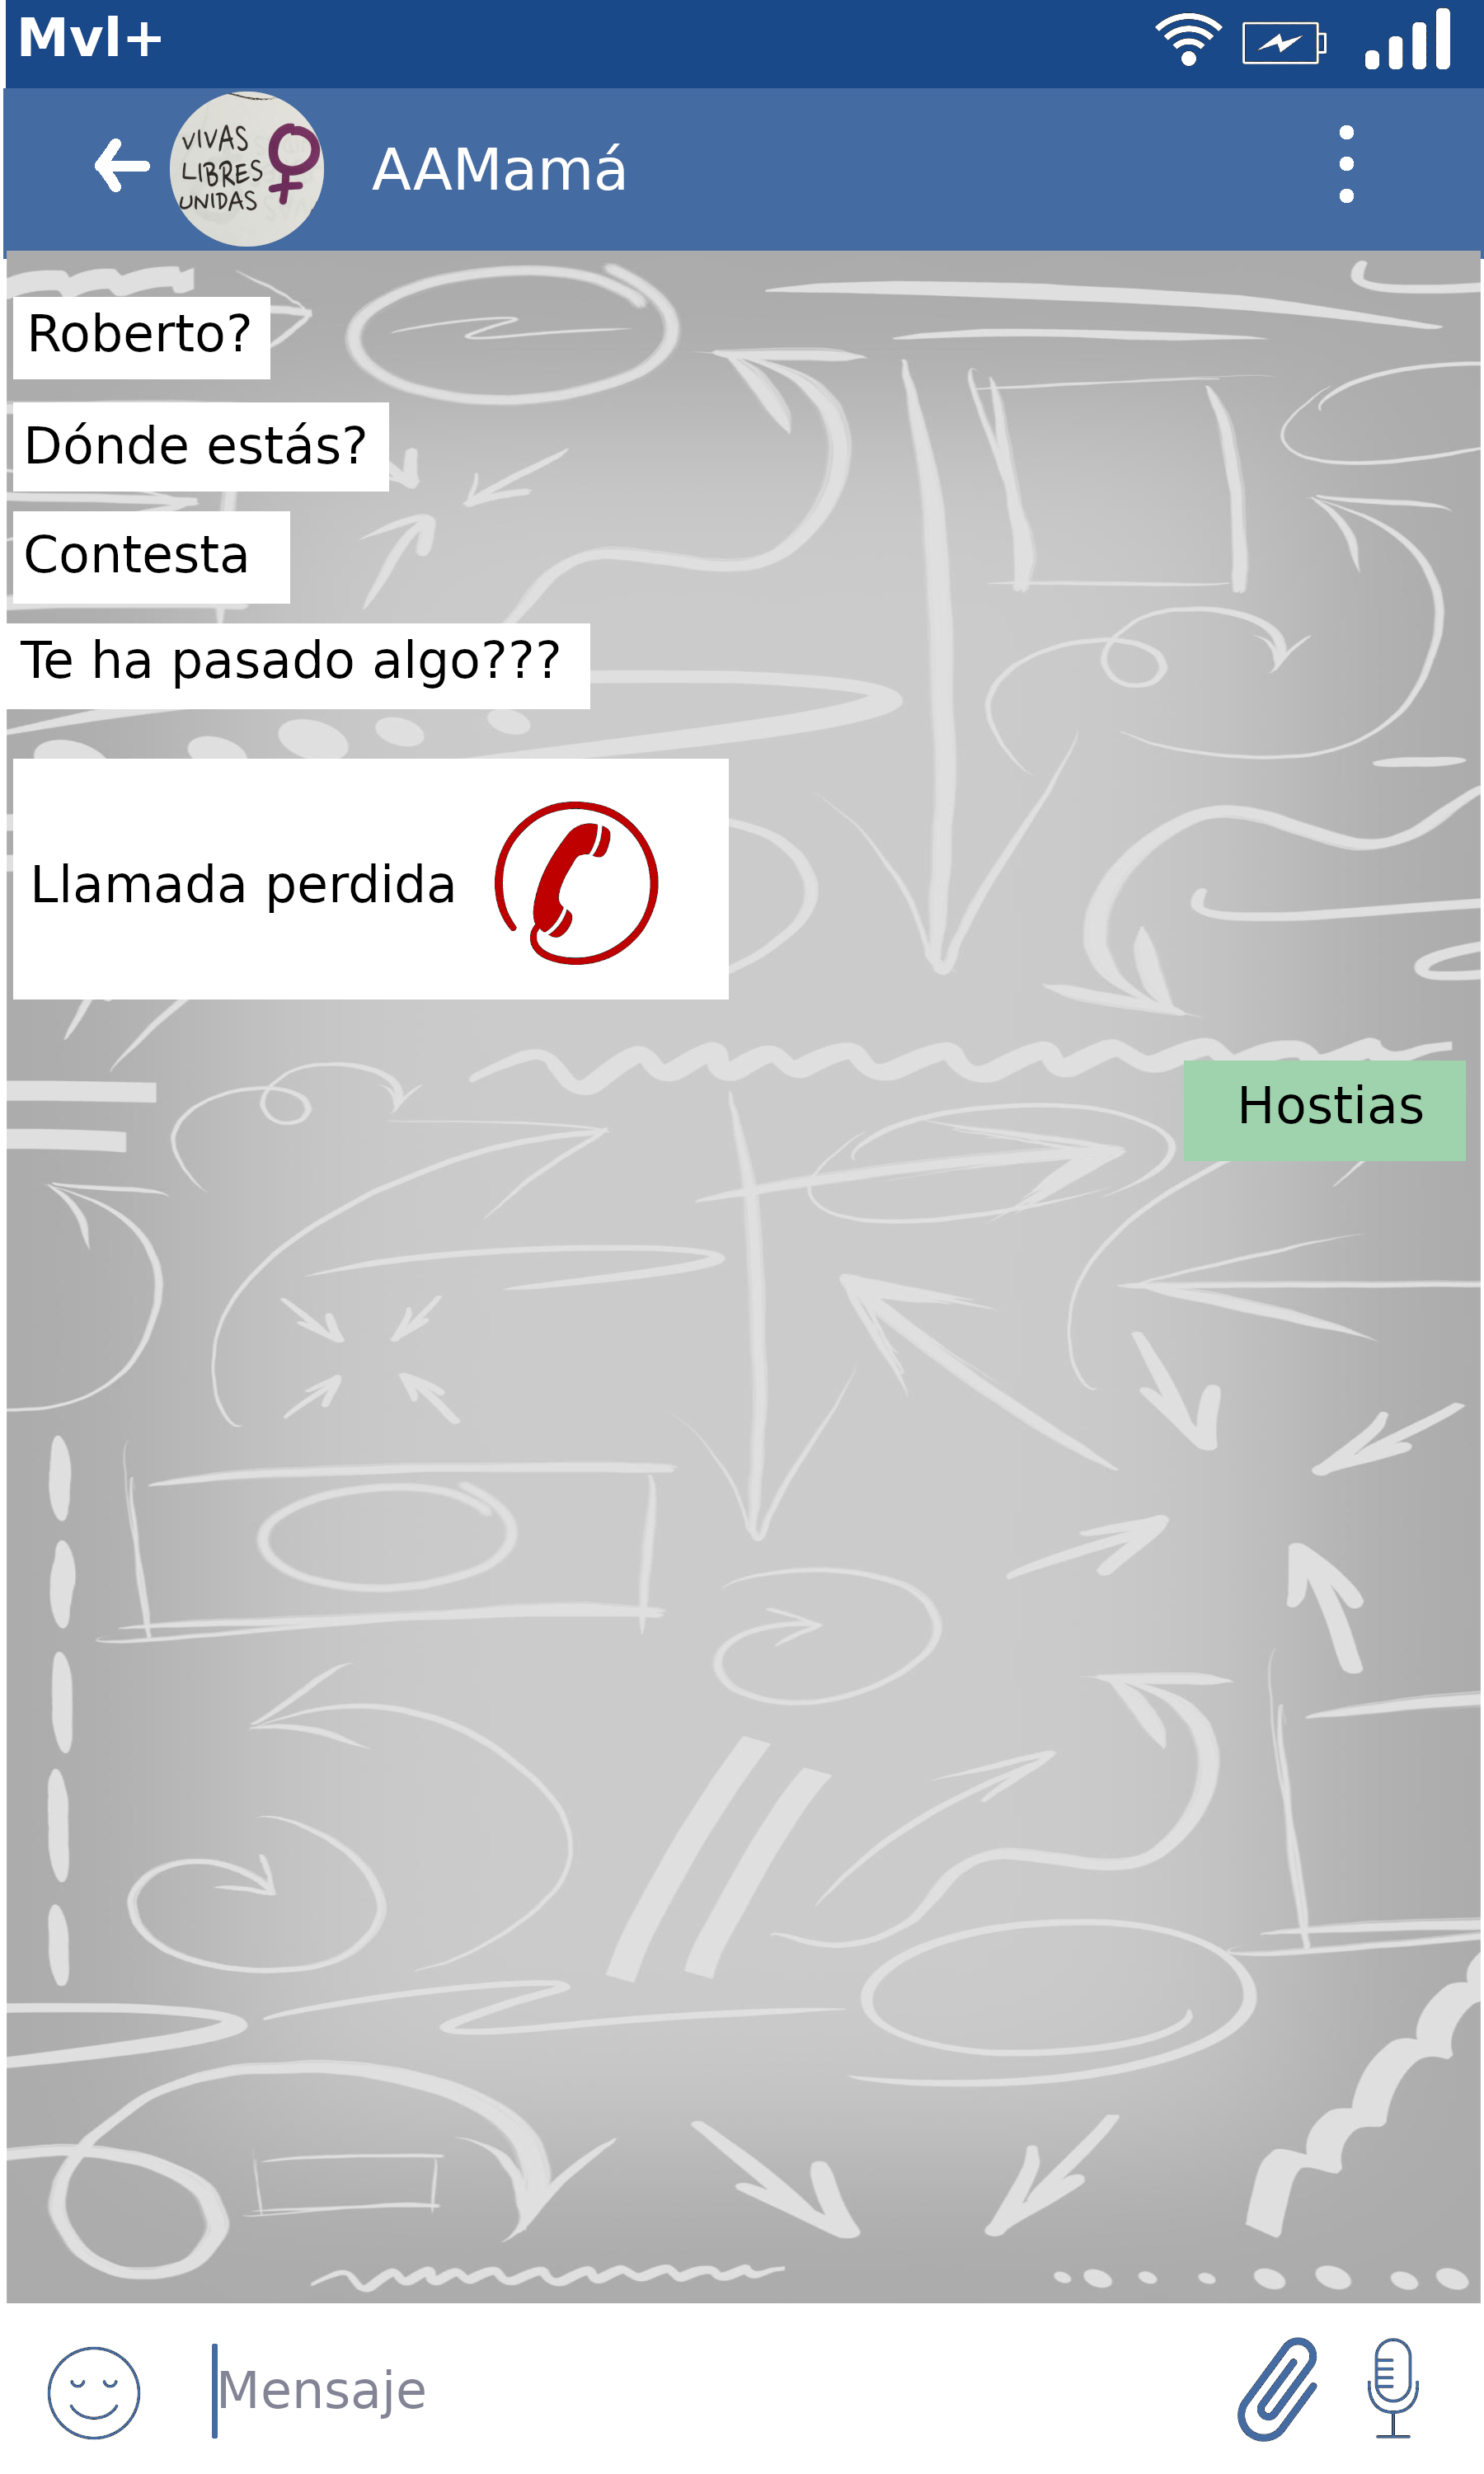 Mvl+
VIVAS
LIBRES
UNIDAS
AAMamá
Roberto?
Dónde estás?
Contesta
Te ha pasado algo???
Llamada perdida
Hostias
Mensaje